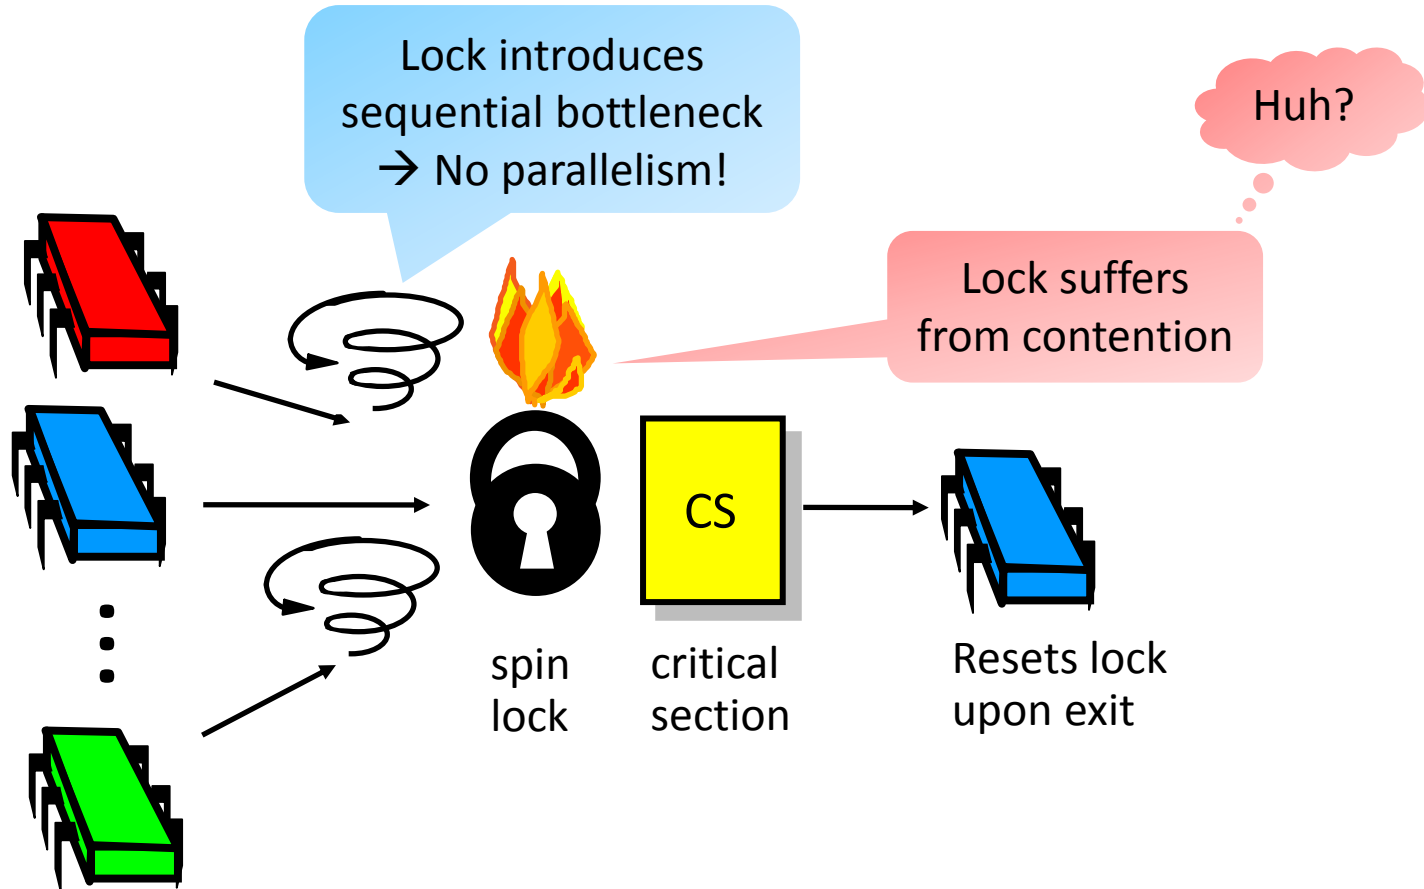 Lock introduces
sequential bottleneck
→ No parallelism!
Huh?
Lock suffers
from contention
CS
spin
lock
critical
section
Resets lock
upon exit